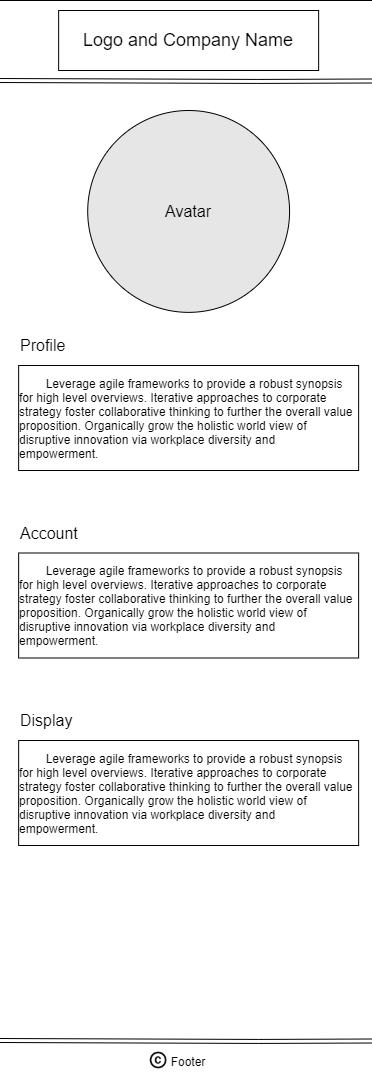 Logo and Company Name
Avatar
Profile
Leverage agile frameworks to provide a robust synopsis
for high level overviews. Iterative approaches to corporate
strategy foster collaborative thinking to further the overall value
proposition. Organically grow the holistic world view of
disruptive innovation via workplace diversity and
empowerment.
Account
Leverage agile frameworks to provide a robust synopsis
for high level overviews. Iterative approaches to corporate
strategy foster collaborative thinking to further the overall value
proposition. Organically grow the holistic world view of
disruptive innovation via workplace diversity and
empowerment.
Display
Leverage agile frameworks to provide a robust synopsis
for high level overviews. Iterative approaches to corporate
strategy foster collaborative thinking to further the overall value
proposition. Organically grow the holistic world view of
disruptive innovation via workplace diversity and
empowerment.
© Footer